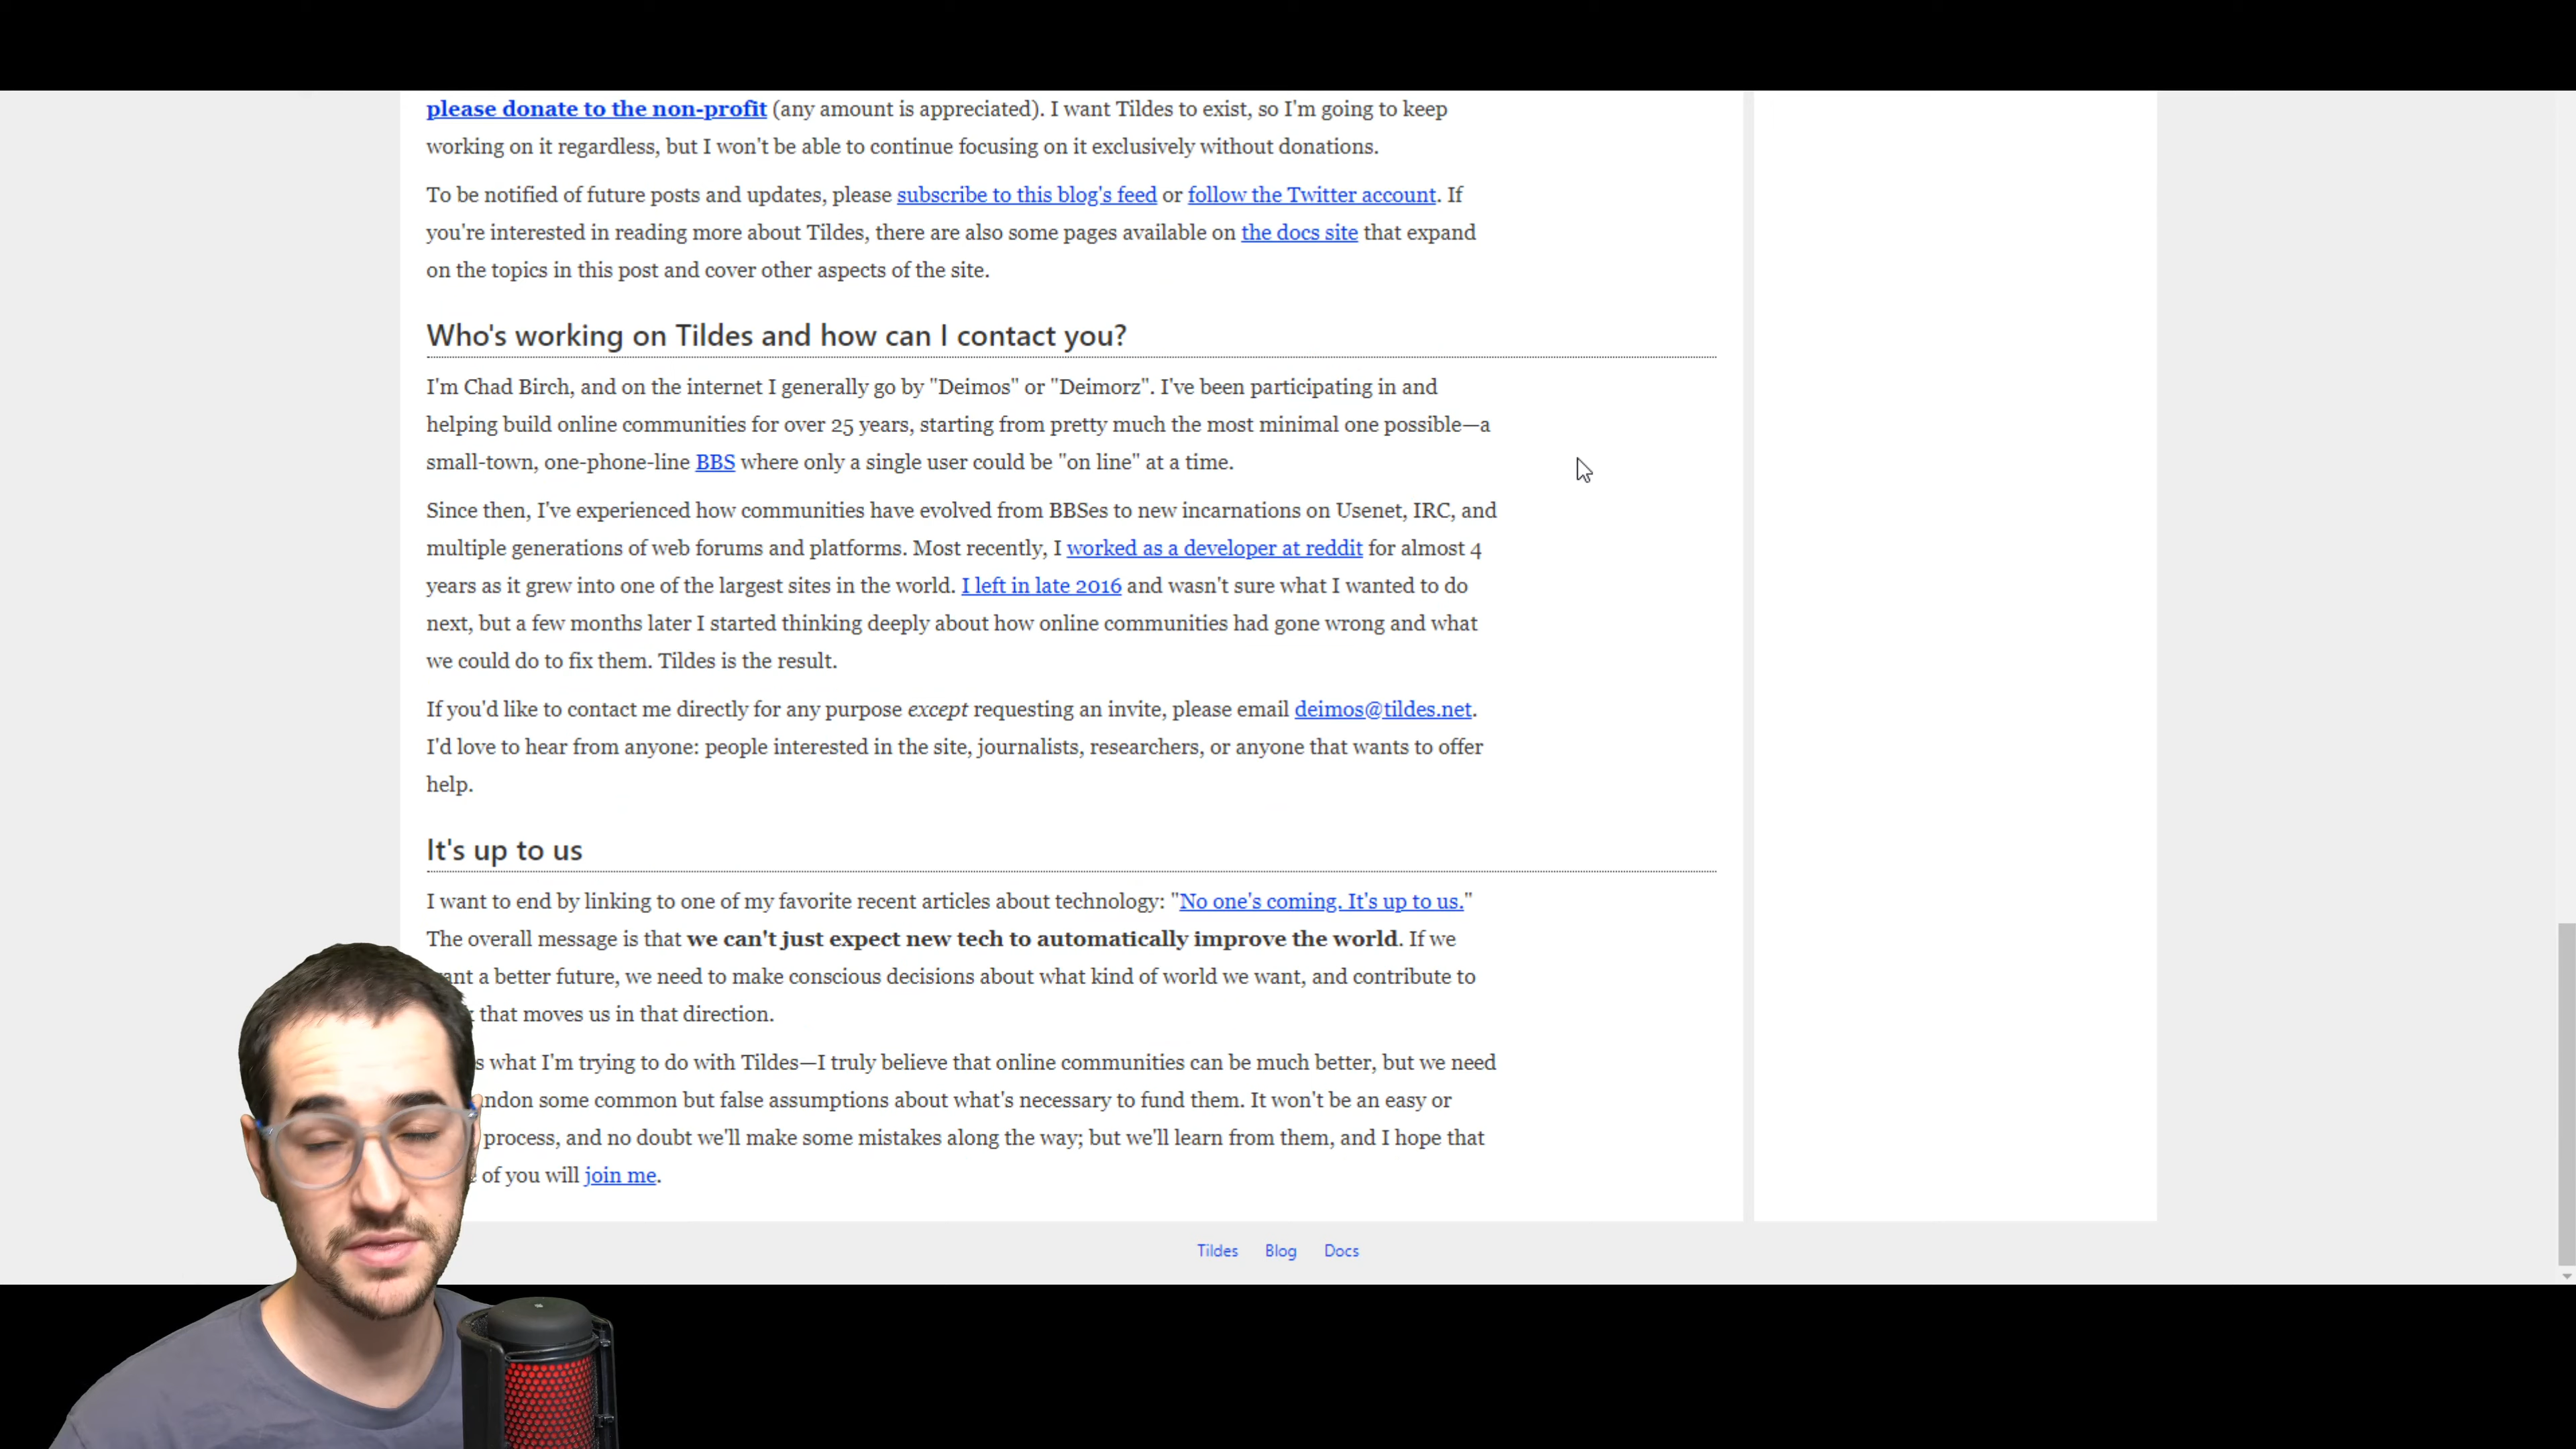 please donate to the non-profit (any amount is appreciated). I want Tildes to exist, so I'm going to keep
working on it regardless, but I won't be able to continue focusing on it exclusively without donations.
To be notified of future posts and updates, please subscribe to this blog's feed or follow the Twitter account. If
you're interested in reading more about Tildes, there are also some pages available on the docs site that expand
on the topics in this post and cover other aspects of the site.
Who's working on Tildes and how can I contact you?
I'm Chad Birch, and on the internet I generally go by "Deimos" or "Deimorz". I've been participating in and
helping build online communities for over 25 years, starting from pretty much the most minimal one possible—a
small-town, one-phone-line BBS where only a single user could be "on line" at a time.
Since then, I've experienced how communities have evolved from BBSes to new incarnations on Usenet, IRC, and
multiple generations of web forums and platforms. Most recently, I worked as a developer at reddit for almost 4
years as it grew into one of the largest sites in the world. I left in late 2016 and wasn't sure what I wanted to do
next, but a few months later I started thinking deeply about how online communities had gone wrong and what
we could do to fix them. Tildes is the result.
If you'd like to contact me directly for any purpose except requesting an invite, please email deimos@tildes.net.
I'd love to hear from anyone: people interested in the site, journalists, researchers, or anyone that wants to offer
help.
It's up to us
I want to end by linking to one of my favorite recent articles about technology: "No one's coming. It's up to us."
The overall message is that we can't just expect new tech to automatically improve the world. If we
ant a better future, we need to make conscious decisions about what kind of world we want, and contribute to
that moves us in that direction.
s what I'm trying to do with Tildes—I truly believe that online communities can be much better, but we need
ndon some common but false assumptions about what's necessary to fund them. It won't be an easy or
process, and no doubt we'll make some mistakes along the way; but we'll learn from them, and I hope that
of you will join me.
Tildes Blog Docs